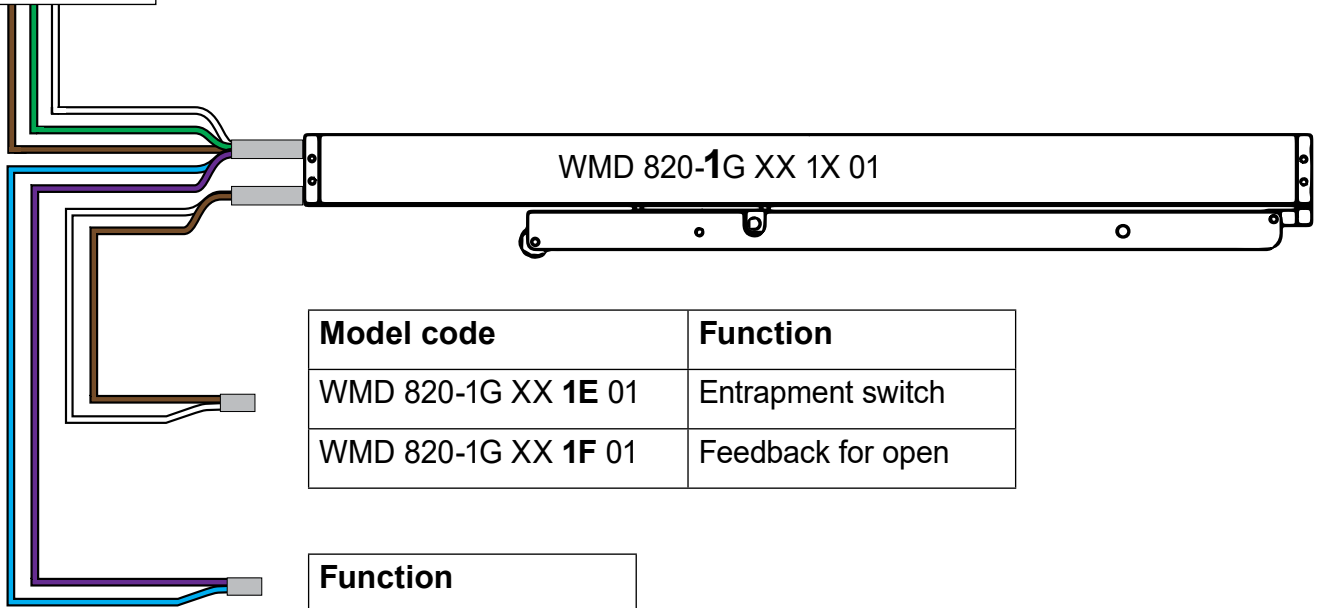 WMD 820-1G XX 1X 01
Model code Function
WMD 820-1G XX 1E 01 Entrapment switch
WMD 820-1G XX 1F 01 Feedback for open
Function